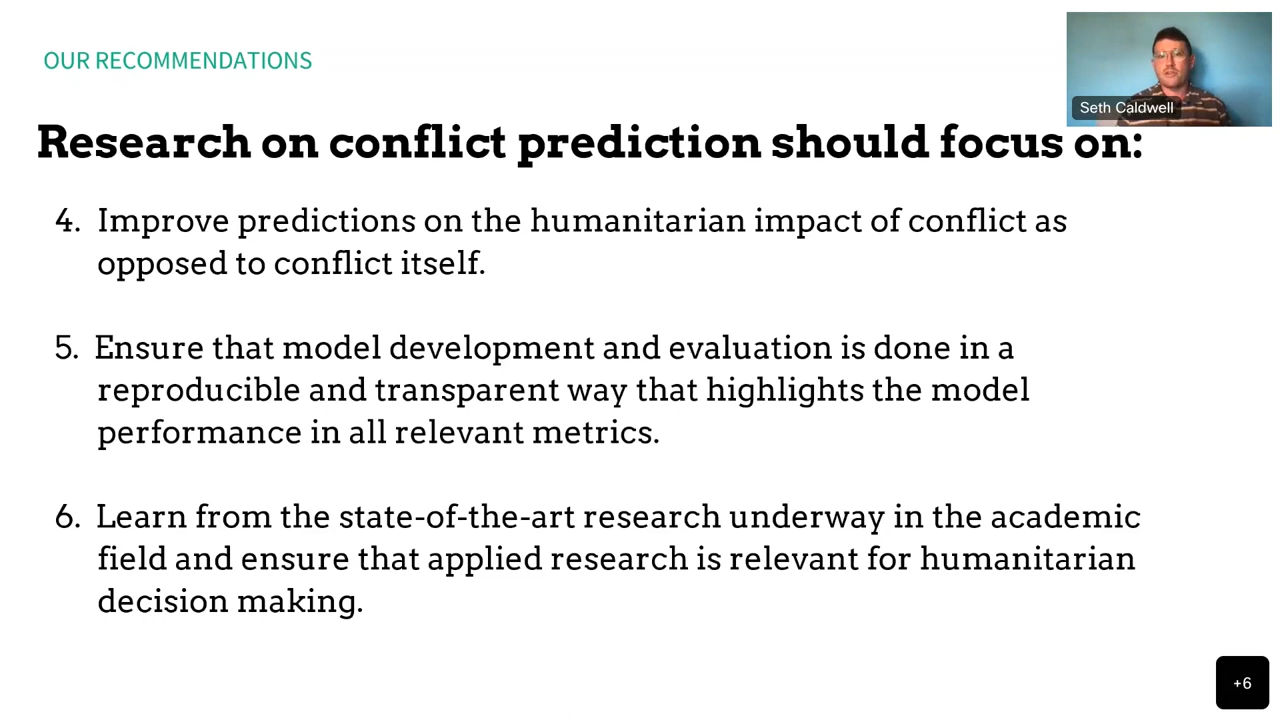 OUR RECOMMENDATIONS
Seth Caldwell
Research on conflict prediction should focus on:
4. Improve predictions on the humanitarian impact of conflict as
opposed to conflict itself.
5. Ensure that model development and evaluation is done in a
reproducible and transparent way that highlights the model
performance in all relevant metrics.
6. Learn from the state-of-the-art research underway in the academic
field and ensure that applied research is relevant for humanitarian
decision making.
+6